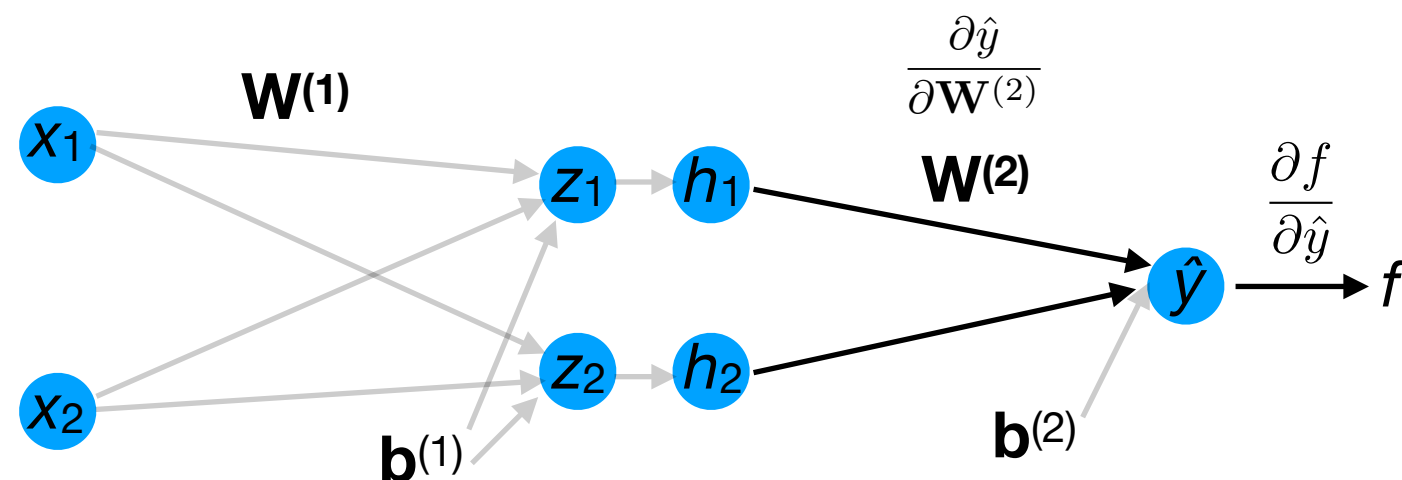 ∂ŷ
∂W(2)
W(1)
x1
z1
h1
W(2)
∂f
∂ŷ
ŷ
f
x2
z2
h2
b(1)
b(2)